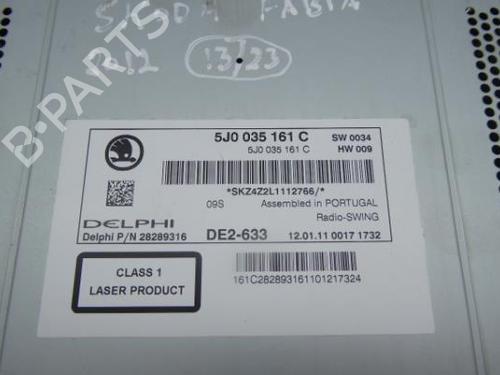 SKODA FABIA
2012 13/23
B-PARTS
5J0 035 161 C SW 0034
5J0 035 161 C HW 009
*SKZ4Z2L1112766/*
09S Assembled in PORTUGAL
Radio-SWING
DELPHI
Delphi P/N 28289316 DE2-633 12.01.11 0017 1732
CLASS 1
LASER PRODUCT
161C282893161101217324